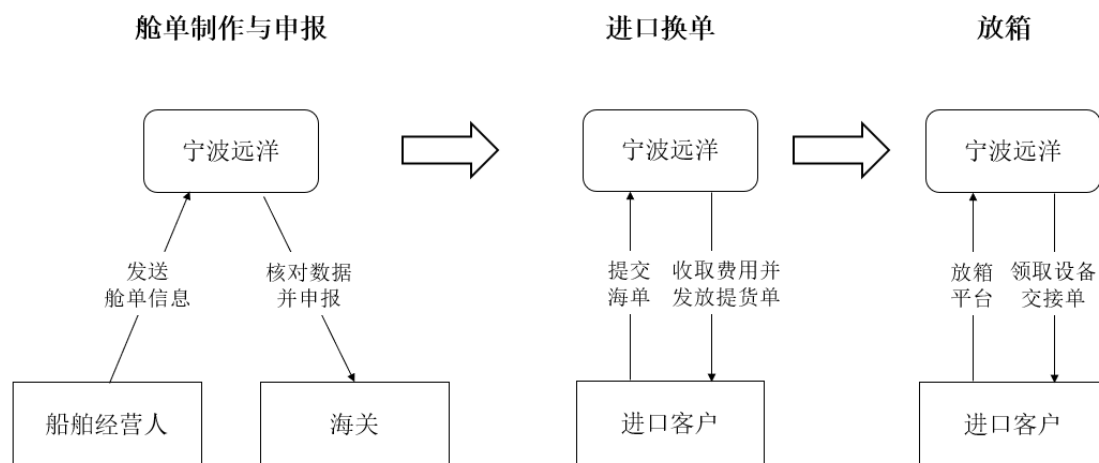 舱单制作与申报
进口换单
放箱
宁波远洋
宁波远洋
宁波远洋
发送
舱单信息
核对数据
并申报
提交
海单
收取费用并
发放提货单
放箱
平台
领取设备
交接单
船舶经营人
海关
进口客户
进口客户